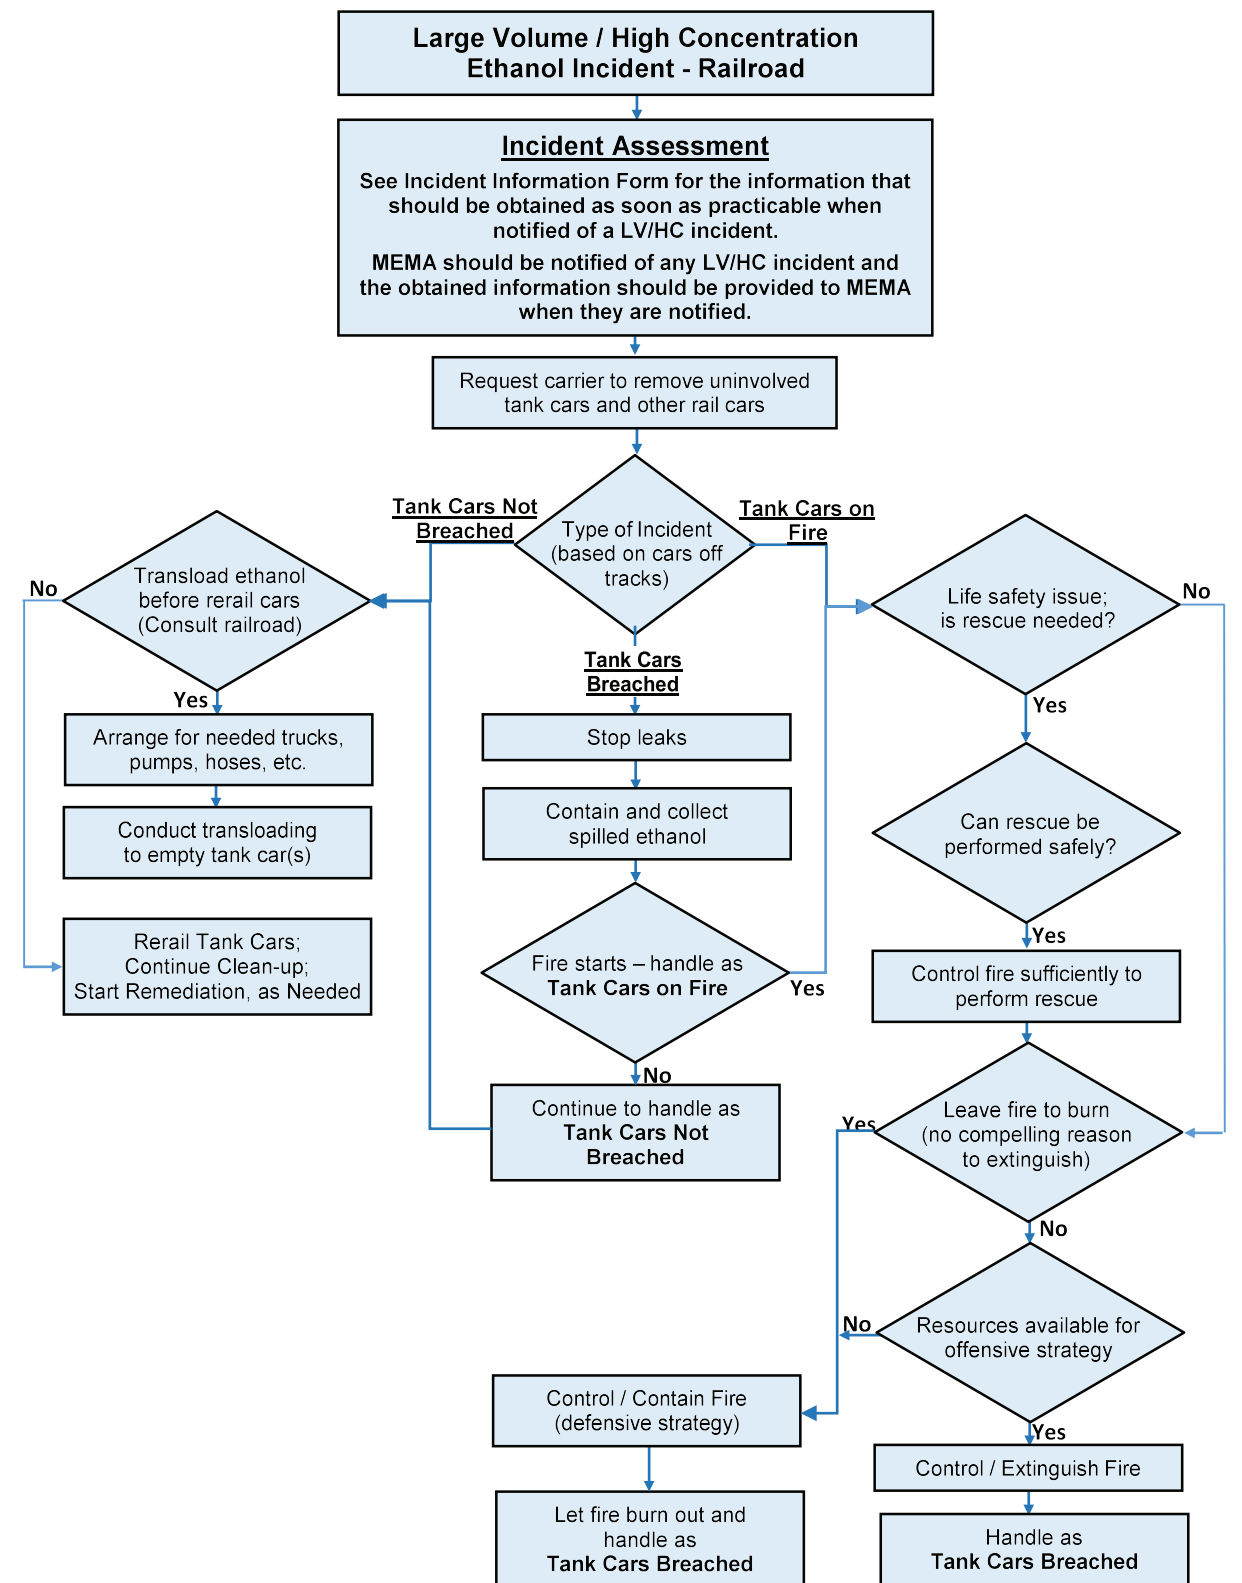 Large Volume / High Concentration
Ethanol Incident - Railroad
Incident Assessment
See Incident Information Form for the information that
should be obtained as soon as practicable when
notified of a LV/HC incident.
MEMA should be notified of any LV/HC incident and
the obtained information should be provided to MEMA
when they are notified.
Request carrier to remove uninvolved
tank cars and other rail cars
Type of Incident
(based on cars off
tracks)
Tank Cars Not
Breached
Transload ethanol
before rerail cars
(Consult railroad)
No
Yes
Arrange for needed trucks,
pumps, hoses, etc.
Conduct transloading
to empty tank car(s)
Rerail Tank Cars;
Continue Clean-up;
Start Remediation, as Needed
Tank Cars
Breached
Stop leaks
Contain and collect
spilled ethanol
Fire starts – handle as
Tank Cars on Fire
Yes
No
Continue to handle as
Tank Cars Not
Breached
Tank Cars on
Fire
Life safety issue;
is rescue needed?
No
Yes
Can rescue be
performed safely?
Yes
Control fire sufficiently to
perform rescue
Leave fire to burn
(no compelling reason
to extinguish)
Yes
No
Resources available for
offensive strategy
No
Yes
Control / Contain Fire
(defensive strategy)
Let fire burn out and
handle as
Tank Cars Breached
Control / Extinguish Fire
Handle as
Tank Cars Breached